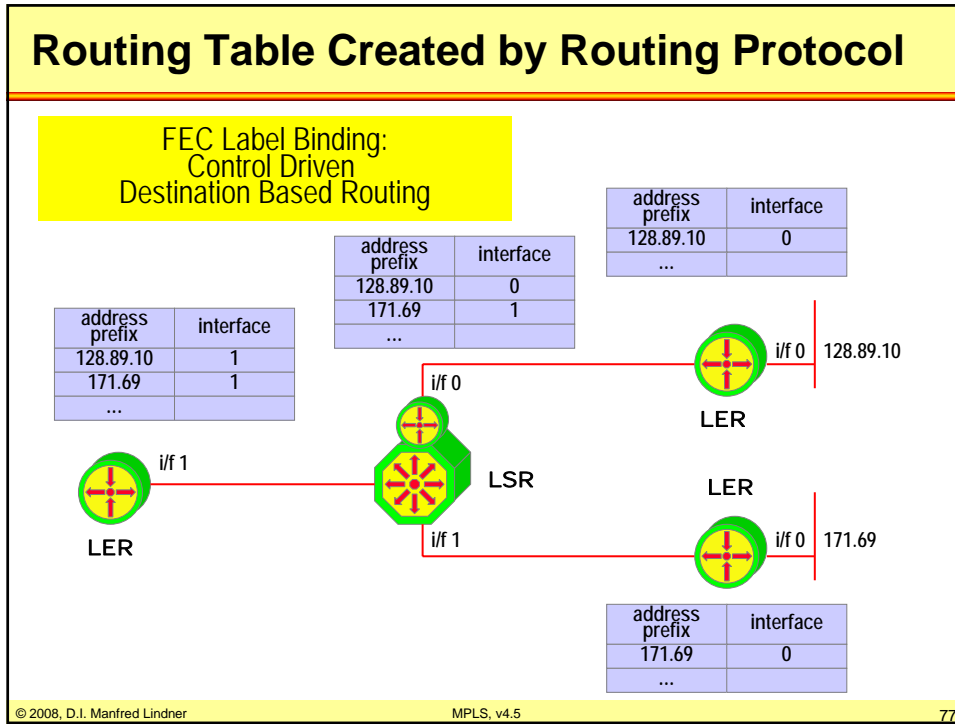 Routing Table Created by Routing Protocol
FEC Label Binding:
Control Driven
Destination Based Routing
address prefix interface
128.89.10 0
...
address prefix interface
128.89.10 0
171.69 1
...
address prefix interface
128.89.10 1
171.69 1
...
i/f 0 128.89.10
i/f 0
LER
i/f 1
LSR
LER
LER
i/f 1
i/f 0 171.69
address prefix interface
171.69 0
...
© 2008, D.I. Manfred Lindner MPLS, v4.5 77